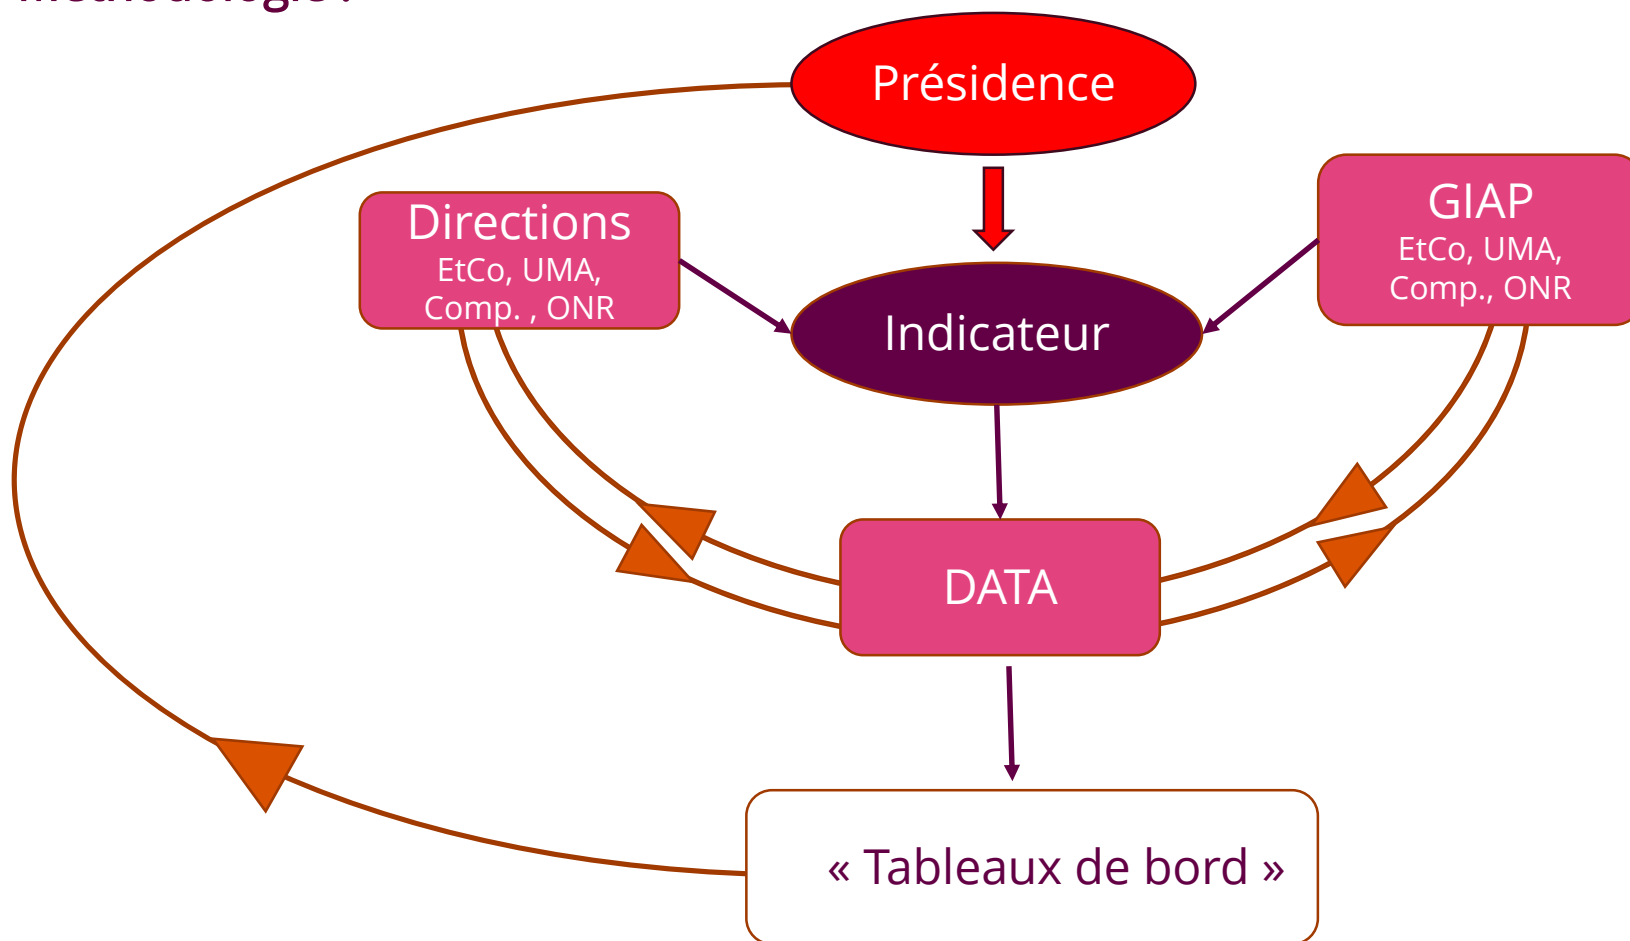 Présidence
Directions
EtCo, UMA,
Comp. , ONR
GIAP
EtCo, UMA,
Comp., ONR
Indicateur
DATA
« Tableaux de bord »